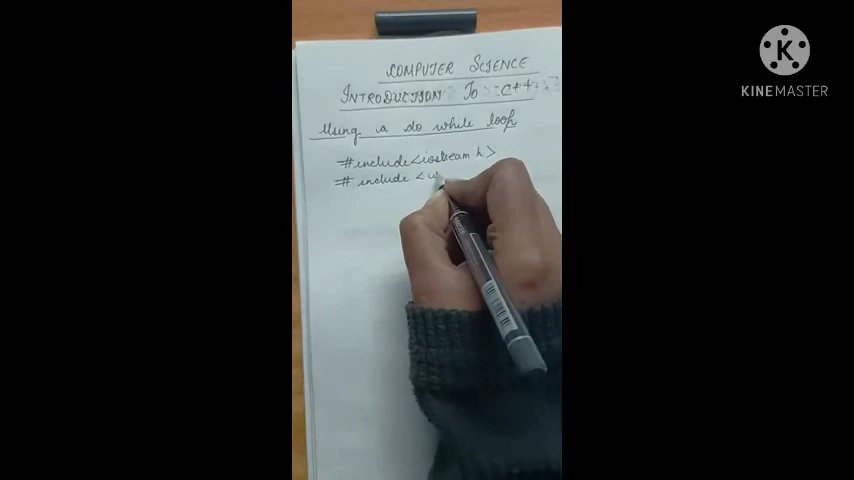 COMPUTER SCIENCE
INTRODUCTION TO C++
Using a do while loop
#include<iostream.h>
# include <i
K
KINEMASTER